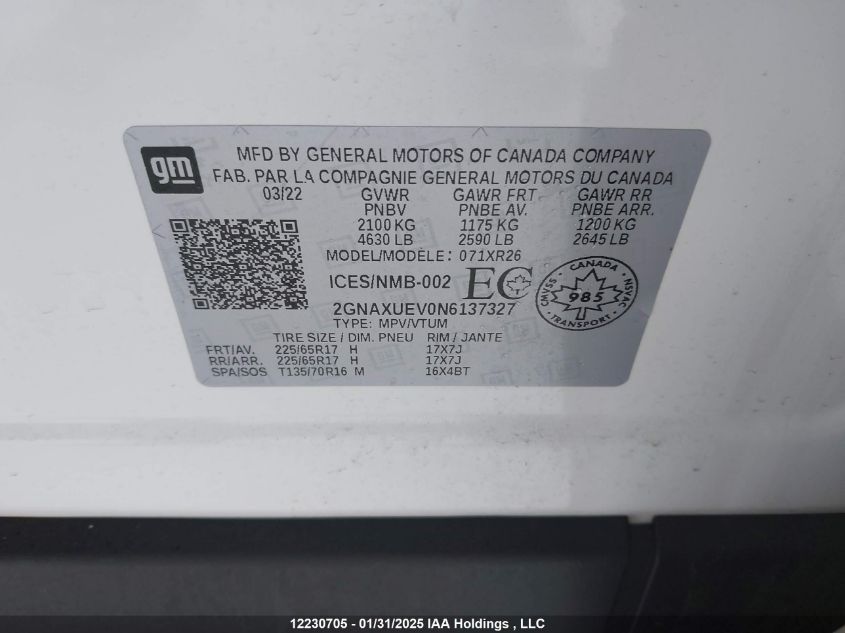 gm
MFD BY GENERAL MOTORS OF CANADA COMPANY
FAB. PAR LA COMPAGNIE GENERAL MOTORS DU CANADA
03/22 GVWR GAWR FRT GAWR RR
PNBV PNBE AV. PNBE ARR.
2100 KG 1175 KG 1200 KG
4630 LB 2590 LB 2645 LB
MODEL/MODÈLE: 071XR26
ICES/NMB-002 EC
CANADA
SVMNO 985 NSVAC
TRANSPORT
2GNAXUEV0N6137327
TYPE: MPV/VTUM
TIRE SIZE / DIM. PNEU RIM / JANTE
FRT/AV. 225/65R17 H 17X7J
RR/ARR. 225/65R17 H 17X7J
SPA/SOS T135/70R16 M 16X4BT
12230705 - 01/31/2025 IAA Holdings , LLC